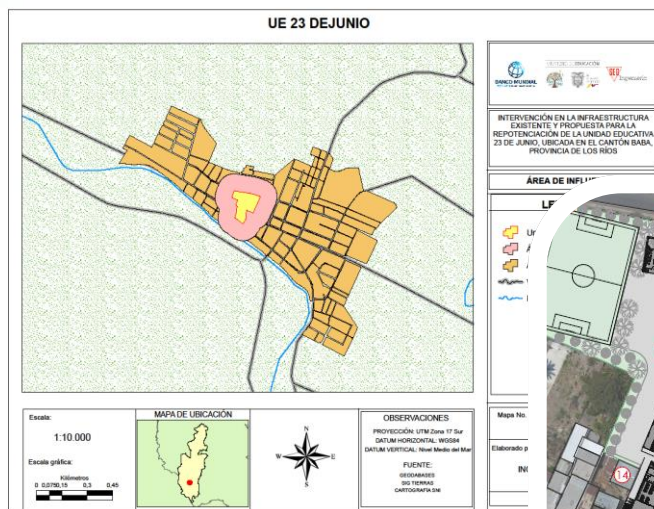 UE 23 DEJUNIO
BANCO MUNDIAL
GEO
Ingeniería
INTERVENCIÓN EN LA INFRAESTRUCTURA
EXISTENTE Y PROPUESTA PARA LA
REPOTENCIACIÓN DE LA UNIDAD EDUCATIVA
23 DE JUNIO, UBICADA EN EL CANTÓN BABA,
PROVINCIA DE LOS RÍOS
ÁREA DE INFLU
LE
Escala:
1:10.000
Escala gráfica:
Kilómetros
0 0,075 0,15 0,3 0,45
MAPA DE UBICACIÓN
N
W E
S
OBSERVACIONES
PROYECCIÓN: UTM Zona 17 Sur
DATUM HORIZONTAL: WGS84
DATUM VERTICAL: Nivel Medio del Mar
FUENTE:
GEODABASES
SIG TIERRAS
CARTOGRAFÍA SNI
Mapa No.
Elaborado p
14